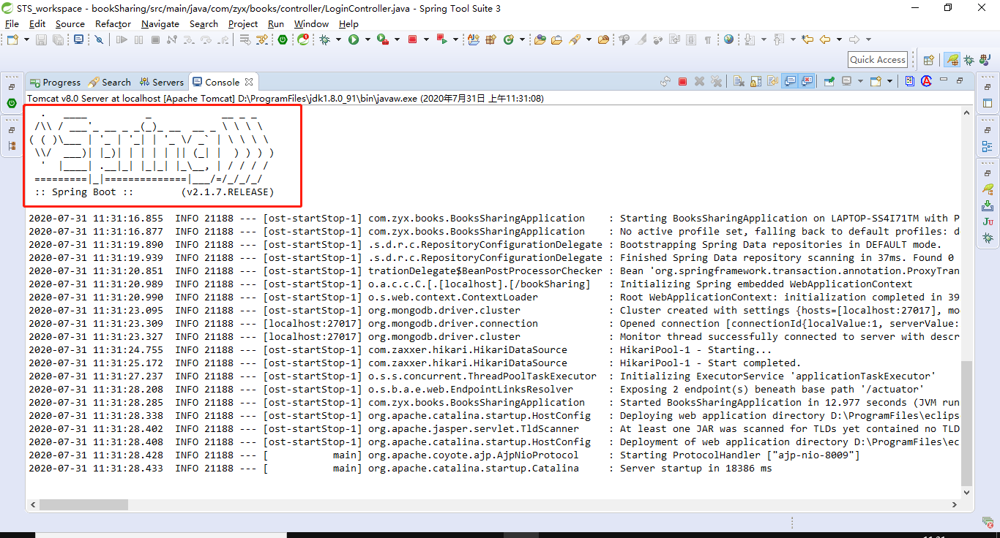 STS_workspace - bookSharing/src/main/java/com/zyx/books/controller/LoginController.java - Spring Tool Suite 3
File Edit Source Refactor Navigate Search Project Run Window Help
Quick Access
Progress Search Servers Console
Tomcat v8.0 Server at localhost [Apache Tomcat] D:\ProgramFiles\jdk1.8.0_91\bin\javaw.exe (2020年7月31日 上午11:31:08)
  .   ____          _            __ _ _
 /\\ / ___'_ __ _ _(_)_ __  __ _ \ \ \ \
( ( )\___ | '_ | '_| | '_ \/ _` | \ \ \ \
 \\/  ___)| |_)| | | | | || (_| |  ) ) ) )
  '  |____| .__|_| |_|_| |_\__, | / / / /
 =========|_|==============|___/=/_/_/_/
 :: Spring Boot ::        (v2.1.7.RELEASE)
2020-07-31 11:31:16.855  INFO 21188 --- [ost-startStop-1] com.zyx.books.BooksSharingApplication    : Starting BooksSharingApplication on LAPTOP-SS4I71TM with P
2020-07-31 11:31:16.877  INFO 21188 --- [ost-startStop-1] com.zyx.books.BooksSharingApplication    : No active profile set, falling back to default profiles: d
2020-07-31 11:31:19.890  INFO 21188 --- [ost-startStop-1] .s.d.r.c.RepositoryConfigurationDelegate : Bootstrapping Spring Data repositories in DEFAULT mode.
2020-07-31 11:31:19.939  INFO 21188 --- [ost-startStop-1] .s.d.r.c.RepositoryConfigurationDelegate : Finished Spring Data repository scanning in 37ms. Found 0
2020-07-31 11:31:20.851  INFO 21188 --- [ost-startStop-1] trationDelegate$BeanPostProcessorChecker : Bean 'org.springframework.transaction.annotation.ProxyTran
2020-07-31 11:31:20.989  INFO 21188 --- [ost-startStop-1] o.a.c.c.C.[.[localhost].[/bookSharing]   : Initializing Spring embedded WebApplicationContext
2020-07-31 11:31:20.990  INFO 21188 --- [ost-startStop-1] o.s.web.context.ContextLoader            : Root WebApplicationContext: initialization completed in 39
2020-07-31 11:31:23.095  INFO 21188 --- [ost-startStop-1] org.mongodb.driver.cluster               : Cluster created with settings {hosts=[localhost:27017], mo
2020-07-31 11:31:23.309  INFO 21188 --- [localhost:27017] org.mongodb.driver.connection            : Opened connection [connectionId{localValue:1, serverValue:
2020-07-31 11:31:23.327  INFO 21188 --- [localhost:27017] org.mongodb.driver.cluster               : Monitor thread successfully connected to server with descr
2020-07-31 11:31:24.755  INFO 21188 --- [ost-startStop-1] com.zaxxer.hikari.HikariDataSource       : HikariPool-1 - Starting...
2020-07-31 11:31:25.172  INFO 21188 --- [ost-startStop-1] com.zaxxer.hikari.HikariDataSource       : HikariPool-1 - Start completed.
2020-07-31 11:31:27.237  INFO 21188 --- [ost-startStop-1] o.s.s.concurrent.ThreadPoolTaskExecutor  : Initializing ExecutorService 'applicationTaskExecutor'
2020-07-31 11:31:28.208  INFO 21188 --- [ost-startStop-1] o.s.b.a.e.web.EndpointLinksResolver      : Exposing 2 endpoint(s) beneath base path '/actuator'
2020-07-31 11:31:28.285  INFO 21188 --- [ost-startStop-1] com.zyx.books.BooksSharingApplication    : Started BooksSharingApplication in 12.977 seconds (JVM run
2020-07-31 11:31:28.338  INFO 21188 --- [ost-startStop-1] org.apache.catalina.startup.HostConfig   : Deploying web application directory D:\ProgramFiles\eclips
2020-07-31 11:31:28.402  INFO 21188 --- [ost-startStop-1] org.apache.jasper.servlet.TldScanner     : At least one JAR was scanned for TLDs yet contained no TLD
2020-07-31 11:31:28.408  INFO 21188 --- [ost-startStop-1] org.apache.catalina.startup.HostConfig   : Deployment of web application directory D:\ProgramFiles\ec
2020-07-31 11:31:28.428  INFO 21188 --- [           main] org.apache.coyote.ajp.AjpNioProtocol     : Starting ProtocolHandler ["ajp-nio-8009"]
2020-07-31 11:31:28.433  INFO 21188 --- [           main] org.apache.catalina.startup.Catalina     : Server startup in 18386 ms